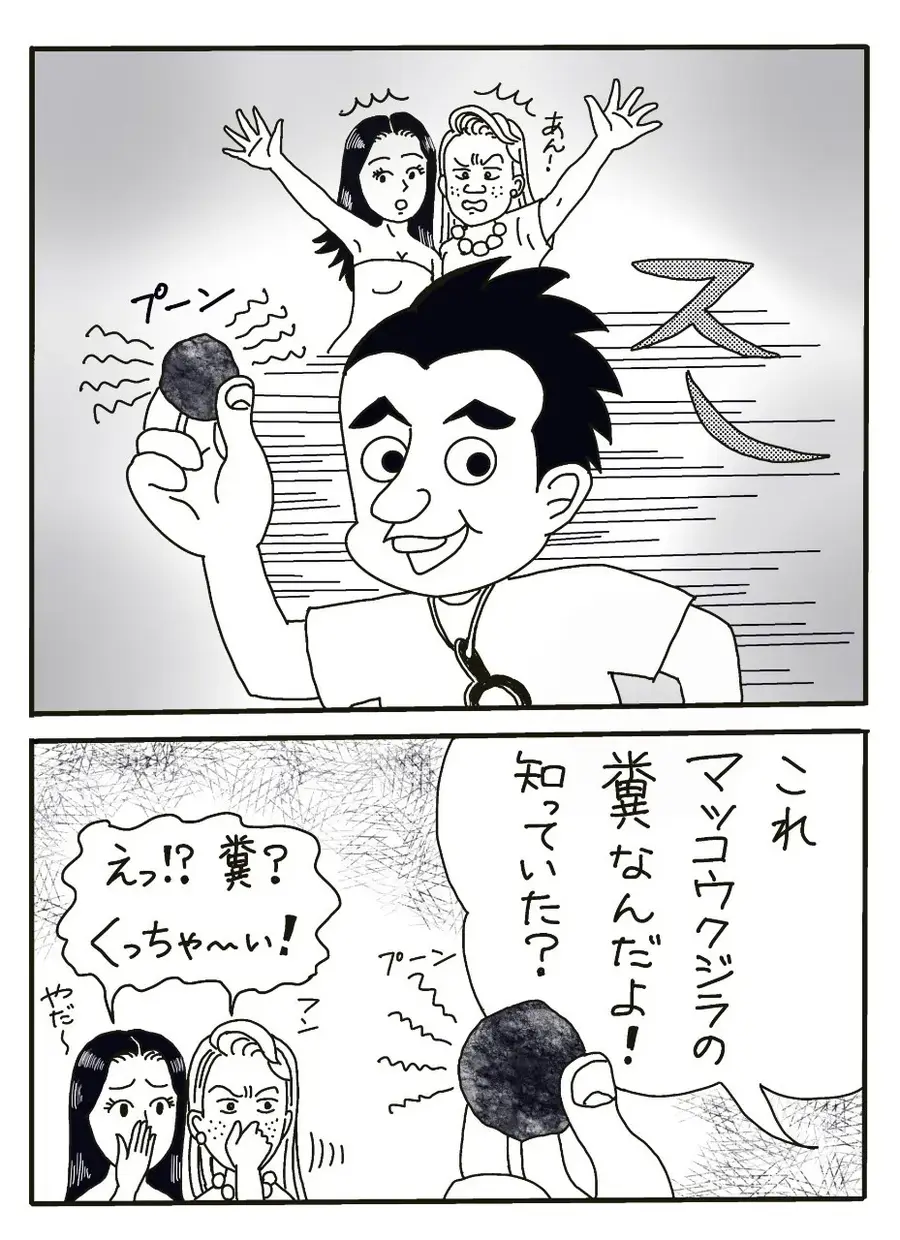 あん!
スー
プーン
これ
マッコウクジラの
糞なんだよ!
知っていた?
プーン
えっ!? 糞?
くっちゃ〜い!
やだ〜